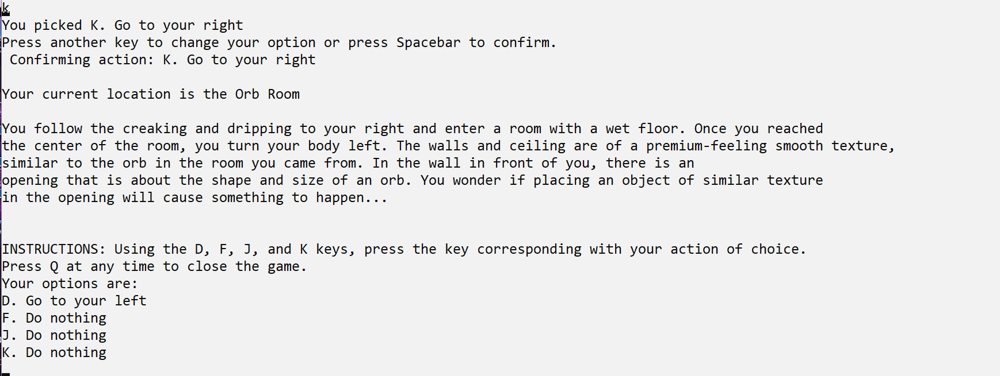 k
You picked K. Go to your right
Press another key to change your option or press Spacebar to confirm.
Confirming action: K. Go to your right
Your current location is the Orb Room
You follow the creaking and dripping to your right and enter a room with a wet floor. Once you reached
the center of the room, you turn your body left. The walls and ceiling are of a premium-feeling smooth texture,
similar to the orb in the room you came from. In the wall in front of you, there is an
opening that is about the shape and size of an orb. You wonder if placing an object of similar texture
in the opening will cause something to happen...
INSTRUCTIONS: Using the D, F, J, and K keys, press the key corresponding with your action of choice.
Press Q at any time to close the game.
Your options are:
D. Go to your left
F. Do nothing
J. Do nothing
K. Do nothing